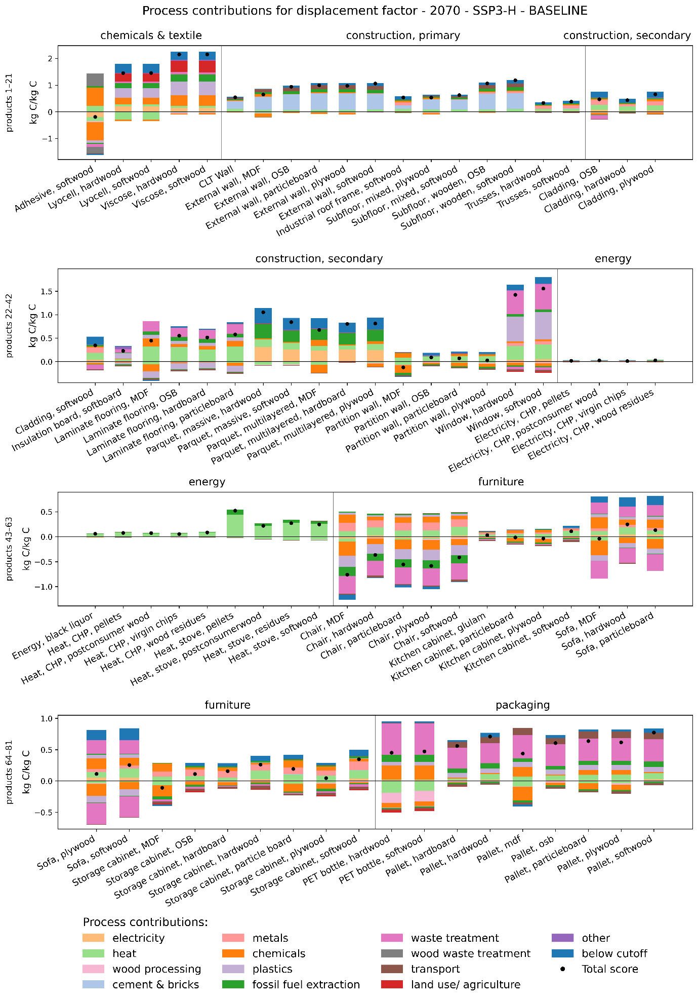 Process contributions for displacement factor - 2070 - SSP3-H - BASELINE
chemicals & textile
construction, primary
construction, secondary
products 1–21
kg C/kg C
2
1
0
−1
Adhesive, softwood
Lyocell, hardwood
Lyocell, softwood
Viscose, hardwood
Viscose, softwood
CLT Wall
External wall, MDF
External wall, OSB
External wall, particleboard
External wall, plywood
External wall, softwood
Industrial roof frame, softwood
Subfloor, mixed, plywood
Subfloor, mixed, softwood
Subfloor, wooden, OSB
Subfloor, wooden, softwood
Trusses, hardwood
Trusses, softwood
Cladding, OSB
Cladding, hardwood
Cladding, plywood
construction, secondary
energy
products 22–42
kg C/kg C
1.5
1.0
0.5
0.0
Cladding, softwood
Insulation board, softboard
Laminate flooring, MDF
Laminate flooring, OSB
Laminate flooring, hardboard
Laminate flooring, particleboard
Parquet, massive, hardwood
Parquet, massive, softwood
Parquet, multilayered, MDF
Parquet, multilayered, hardboard
Parquet, multilayered, plywood
Partition wall, MDF
Partition wall, OSB
Partition wall, particleboard
Partition wall, plywood
Window, hardwood
Window, softwood
Electricity, CHP, pellets
Electricity, CHP, postconsumer wood
Electricity, CHP, virgin chips
Electricity, CHP, wood residues
energy
furniture
products 43–63
kg C/kg C
0.5
0.0
−0.5
−1.0
Energy, black liquor
Heat, CHP, pellets
Heat, CHP, postconsumer wood
Heat, CHP, virgin chips
Heat, CHP, wood residues
Heat, stove, pellets
Heat, stove, postconsumerwood
Heat, stove, residues
Heat, stove, softwood
Chair, MDF
Chair, hardwood
Chair, particleboard
Chair, plywood
Chair, softwood
Kitchen cabinet, glulam
Kitchen cabinet, particleboard
Kitchen cabinet, plywood
Kitchen cabinet, softwood
Sofa, MDF
Sofa, hardwood
Sofa, particleboard
furniture
packaging
products 64–81
kg C/kg C
1.0
0.5
0.0
−0.5
Sofa, plywood
Sofa, softwood
Storage cabinet, MDF
Storage cabinet, OSB
Storage cabinet, hardboard
Storage cabinet, hardwood
Storage cabinet, particle board
Storage cabinet, plywood
Storage cabinet, softwood
PET bottle, hardwood
PET bottle, softwood
Pallet, hardboard
Pallet, hardwood
Pallet, mdf
Pallet, osb
Pallet, particleboard
Pallet, plywood
Pallet, softwood
Process contributions:
electricity
heat
wood processing
cement & bricks
metals
chemicals
plastics
fossil fuel extraction
waste treatment
wood waste treatment
transport
land use/ agriculture
other
below cutoff
Total score